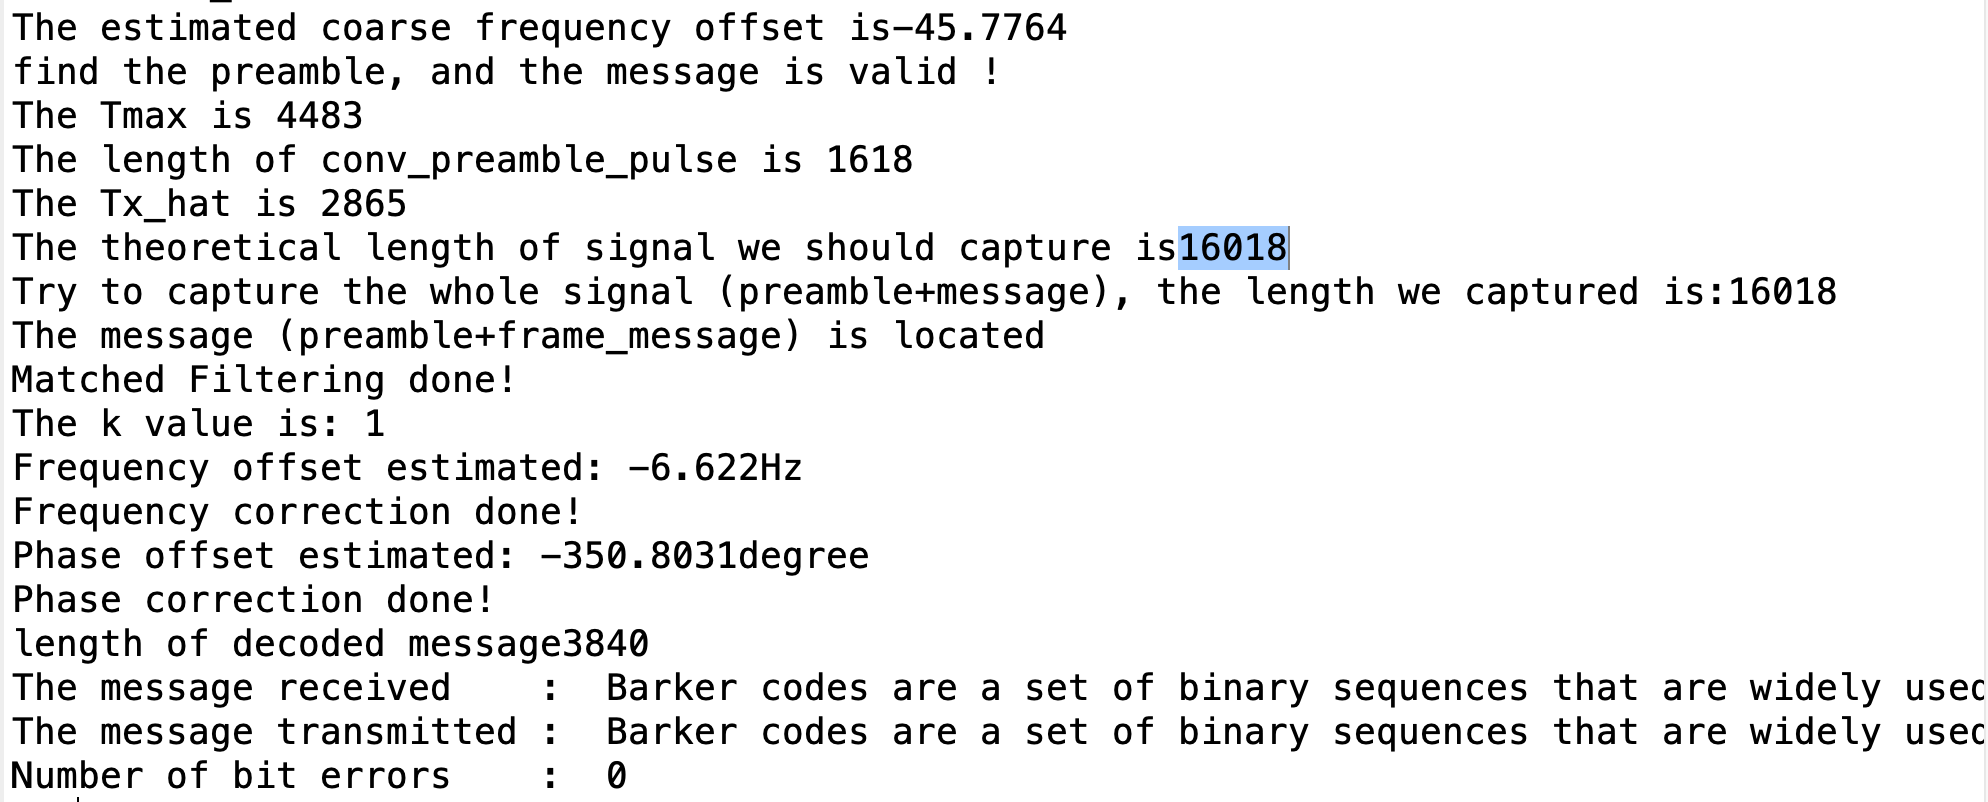 The estimated coarse frequency offset is-45.7764
find the preamble, and the message is valid !
The Tmax is 4483
The length of conv_preamble_pulse is 1618
The Tx_hat is 2865
The theoretical length of signal we should capture is16018
Try to capture the whole signal (preamble+message), the length we captured is:16018
The message (preamble+frame_message) is located
Matched Filtering done!
The k value is: 1
Frequency offset estimated: -6.622Hz
Frequency correction done!
Phase offset estimated: -350.8031degree
Phase correction done!
length of decoded message3840
The message received    :  Barker codes are a set of binary sequences that are widely used
The message transmitted :  Barker codes are a set of binary sequences that are widely used
Number of bit errors    :  0